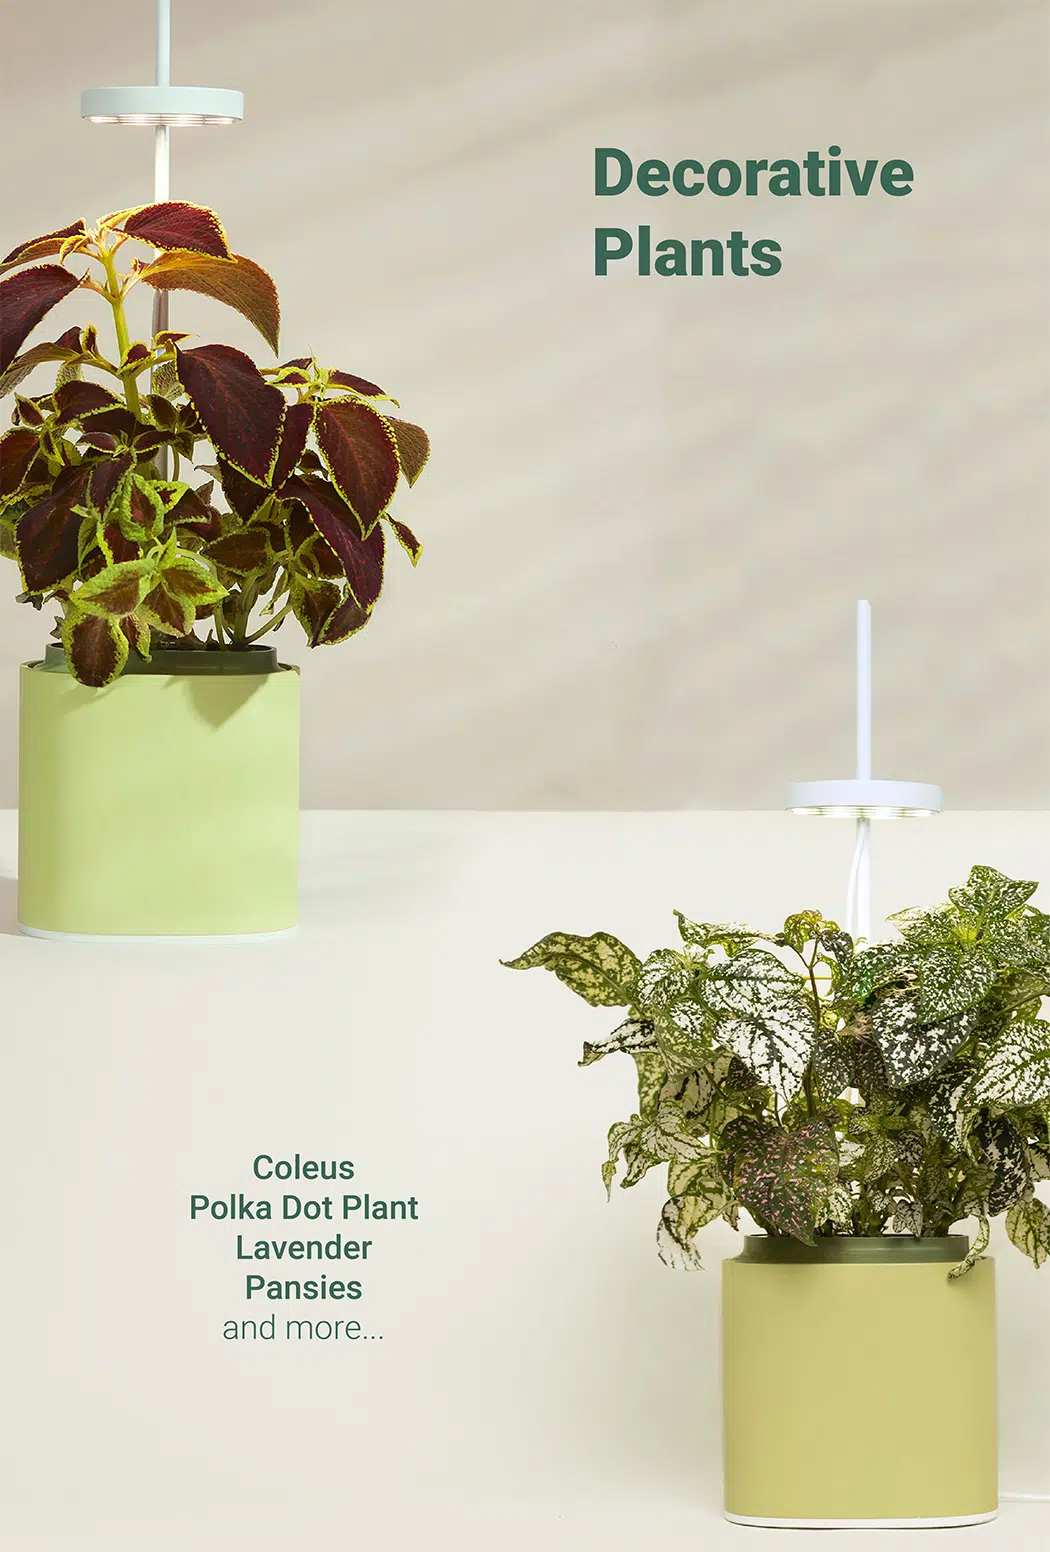 Decorative
Plants
Coleus
Polka Dot Plant
Lavender
Pansies
and more...